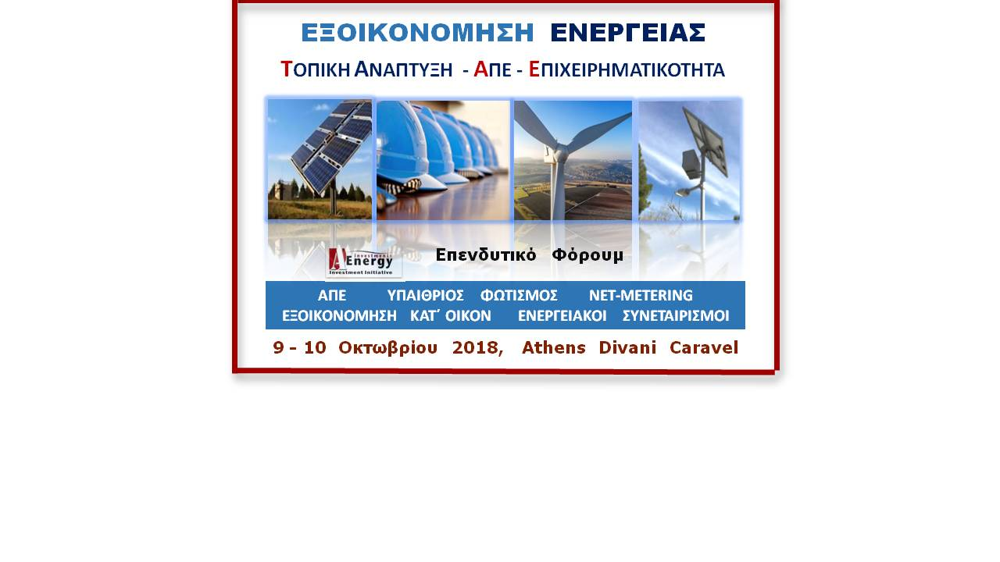 ΕΞΟΙΚΟΝΟΜΗΣΗ ΕΝΕΡΓΕΙΑΣ
ΤΟΠΙΚΗ ΑΝΑΠΤΥΞΗ - ΑΠΕ - ΕΠΙΧΕΙΡΗΜΑΤΙΚΟΤΗΤΑ
investments
AEnergy
Investment Initiative
Επενδυτικό Φόρουμ
ΑΠΕ ΥΠΑΙΘΡΙΟΣ ΦΩΤΙΣΜΟΣ NET-METERING
ΕΞΟΙΚΟΝΟΜΗΣΗ ΚΑΤ΄ ΟΙΚΟΝ ΕΝΕΡΓΕΙΑΚΟΙ ΣΥΝΕΤΑΙΡΙΣΜΟΙ
9 – 10 Οκτωβρίου 2018, Athens Divani Caravel